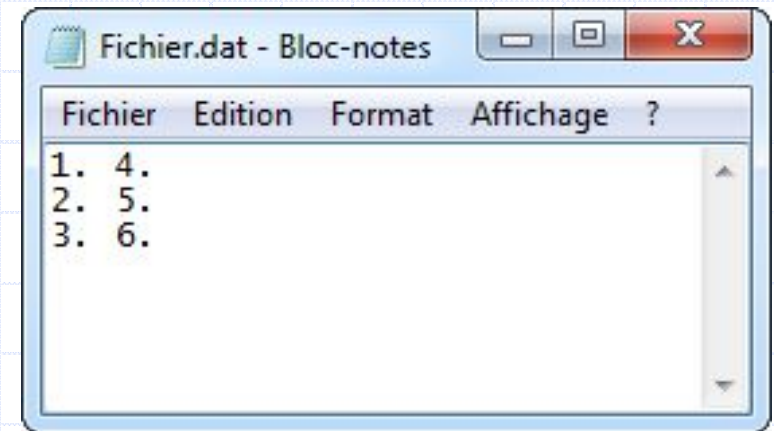 Fichier.dat - Bloc-notes
Fichier Edition Format Affichage ?
1. 4.
2. 5.
3. 6.